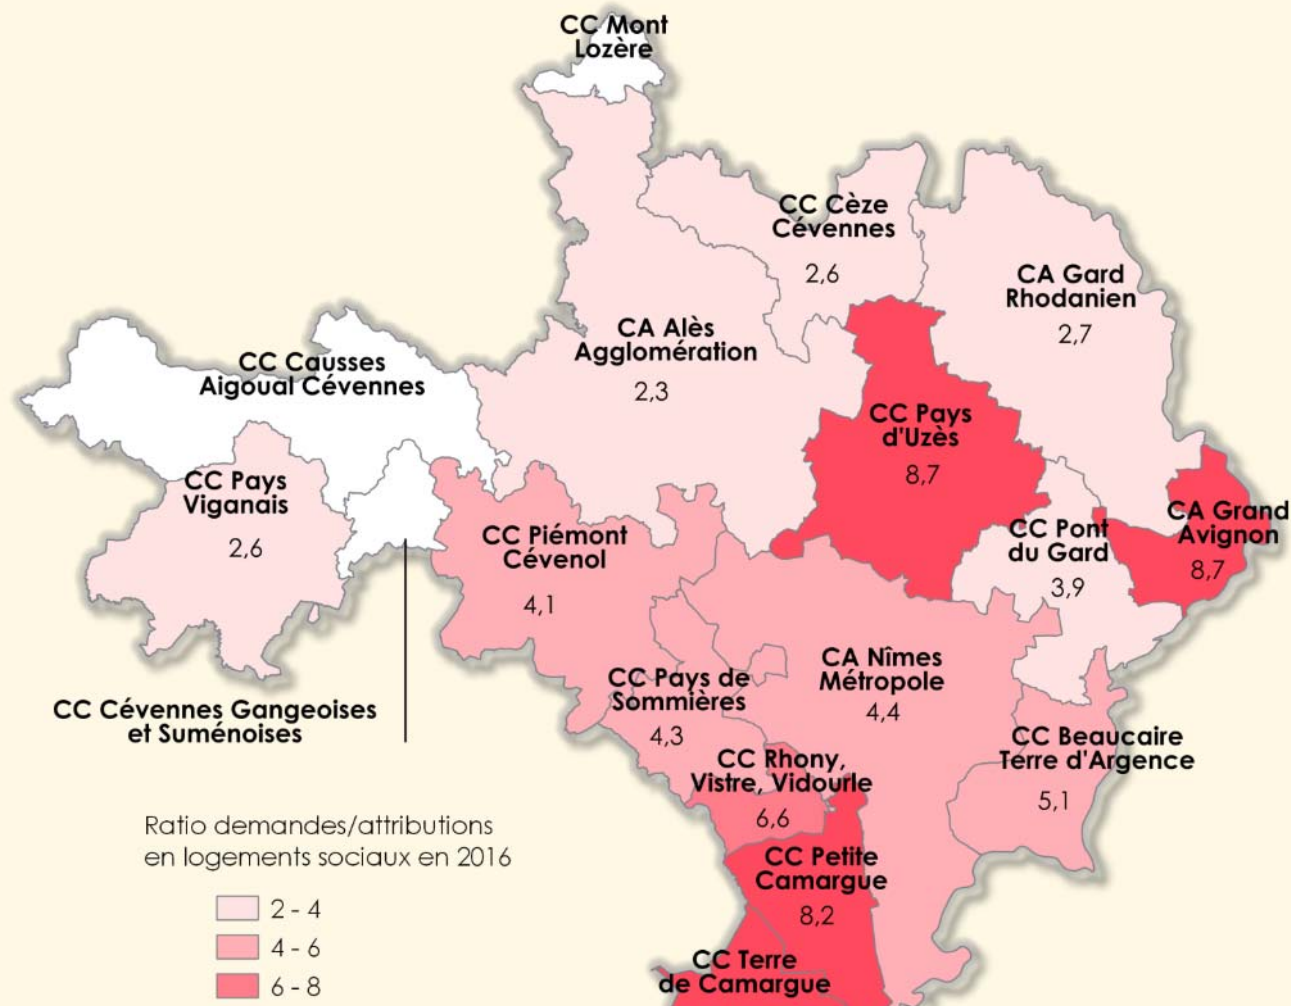 CC Mont
Lozère
CC Cèze
Cévennes
2,6
CA Gard
Rhodanien
2,7
CA Alès
Agglomération
2,3
CC Causses
Aigoual Cévennes
CC Pays
d'Uzès
8,7
CC Pays
Viganais
2,6
CA Grand
Avignon
8,7
CC Pont
du Gard
3,9
CC Piémont
Cévenol
4,1
CA Nîmes
Métropole
4,4
CC Pays de
Sommières
4,3
CC Cévennes Gangeoises
et Suménoises
CC Beaucaire
Terre d'Argence
5,1
CC Rhony,
Vistre, Vidourle
6,6
CC Petite
Camargue
8,2
CC Terre
de Camargue
Ratio demandes/attributions
en logements sociaux en 2016
2 - 4
4 - 6
6 - 8